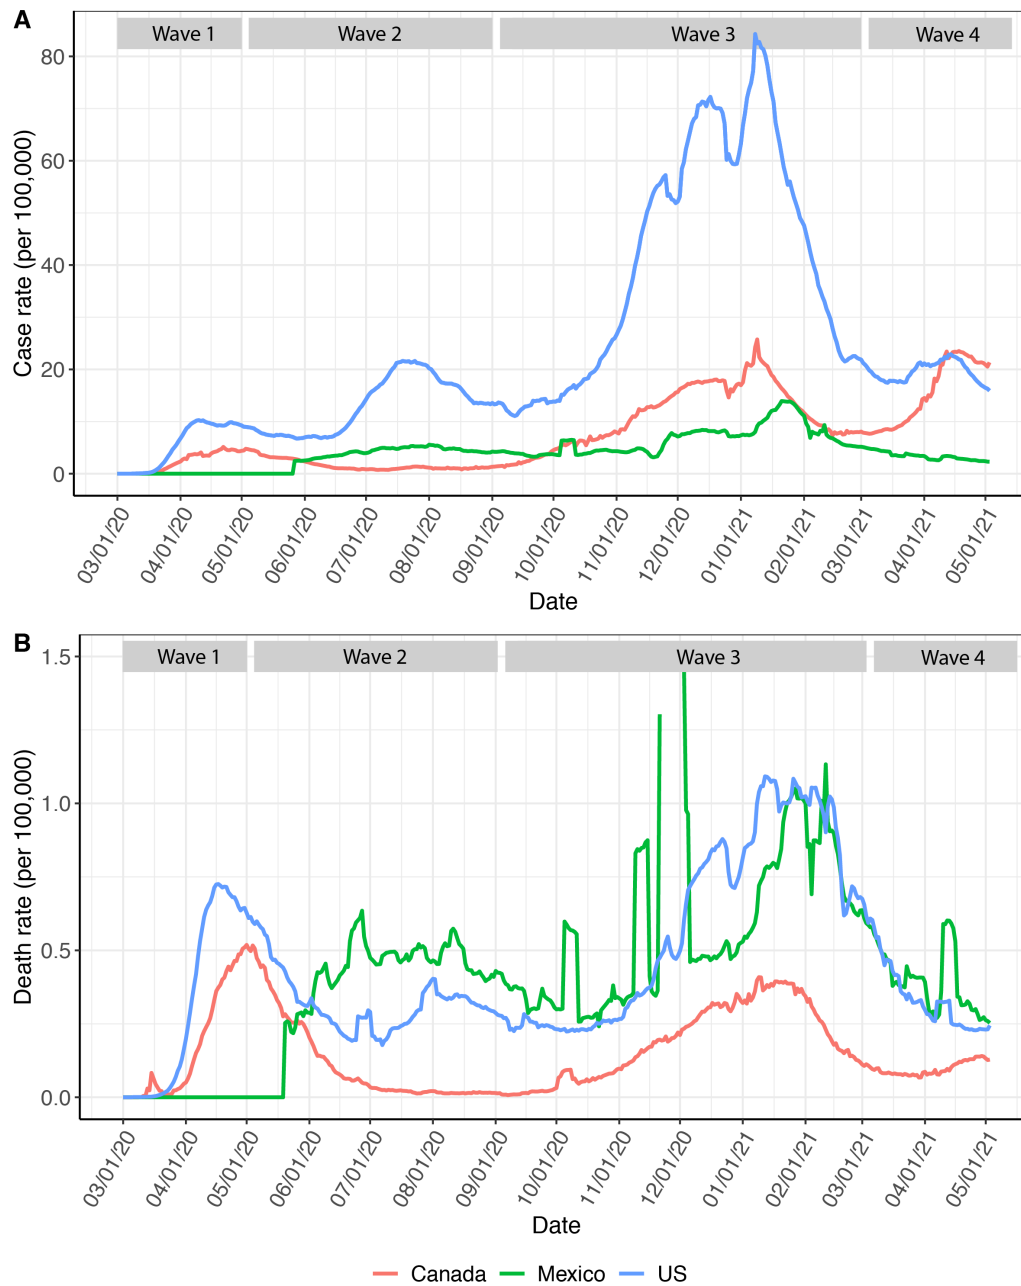 A
Wave 1 Wave 2 Wave 3 Wave 4
Case rate (per 100,000)
80
60
40
20
0
03/01/20 04/01/20 05/01/20 06/01/20 07/01/20 08/01/20 09/01/20 10/01/20 11/01/20 12/01/20 01/01/21 02/01/21 03/01/21 04/01/21 05/01/21
Date
B
Wave 1 Wave 2 Wave 3 Wave 4
Death rate (per 100,000)
1.5
1.0
0.5
0.0
03/01/20 04/01/20 05/01/20 06/01/20 07/01/20 08/01/20 09/01/20 10/01/20 11/01/20 12/01/20 01/01/21 02/01/21 03/01/21 04/01/21 05/01/21
Date
Canada Mexico US